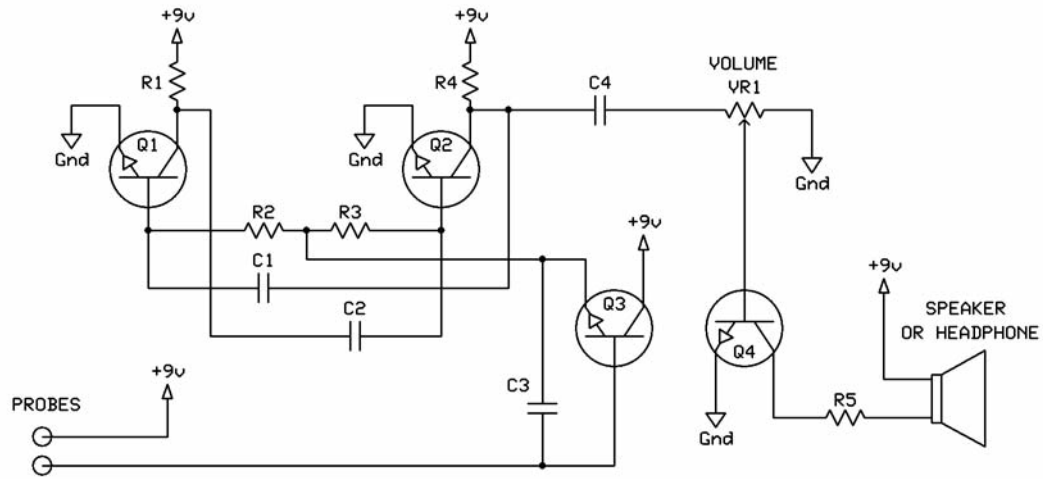 +9v
+9v
R1
R4
C4
VOLUME
VR1
Q1
Q2
Gnd
Gnd
Gnd
R2
R3
+9v
C1
+9v
C2
Q3
SPEAKER
OR HEADPHONE
Q4
+9v
C3
R5
PROBES
Gnd